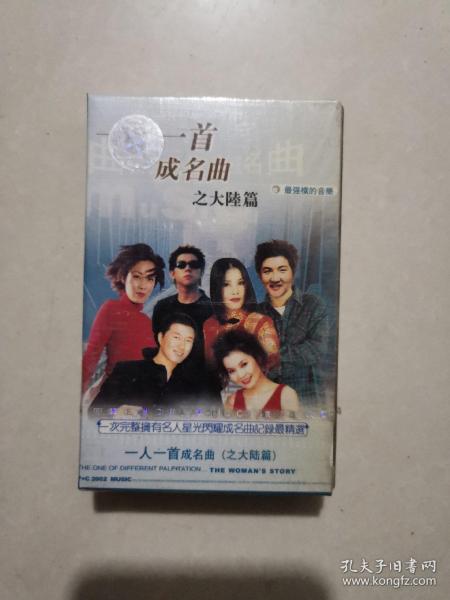 一首
成名曲
之大陸篇
最强檔的音樂
一次完整擁有名人星光閃耀成名曲記錄最精選
一人一首成名曲（之大陆篇）
THE ONE OF DIFFERENT PALPITATION... THE WOMAN'S STORY
P+C 2002 MUSIC
孔夫子旧书网
www.kongfz.com